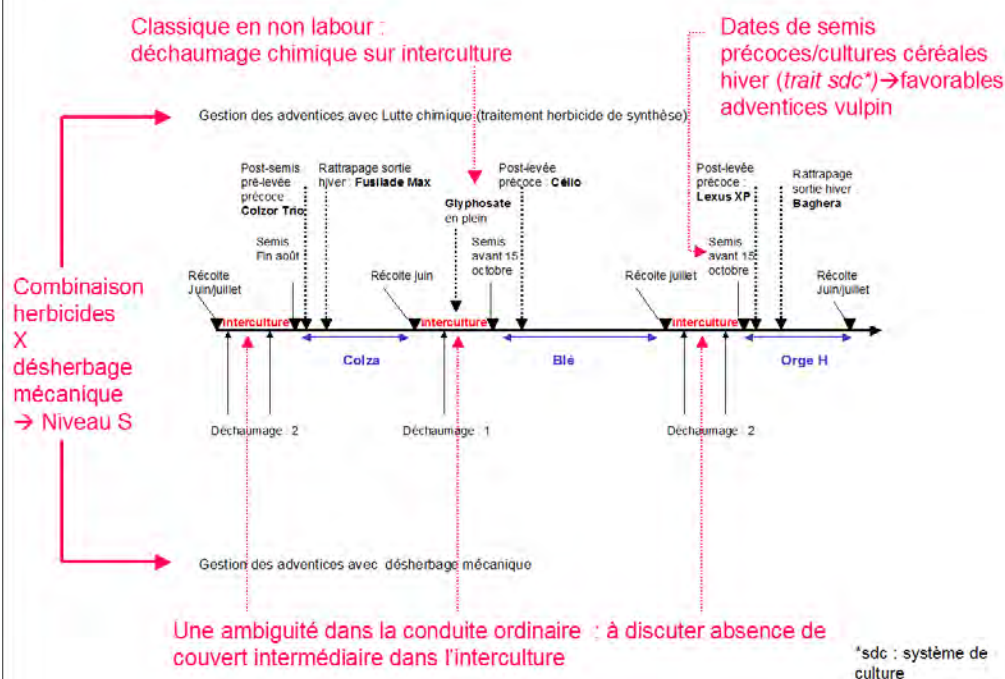 Classique en non labour :
déchaumage chimique sur interculture
Dates de semis
précoces/cultures céréales
hiver (trait sdc*)→favorables
adventices vulpin
Gestion des adventices avec Lutte chimique (traitement herbicide de synthèse)
Post-semis
pré-levée
précoce :
Colzor Trio
Rattrapage sortie
hiver : Fusilade Max
Glyphosate
en plein
Post-levée
précoce : Célio
Post-levée
précoce :
Lexus XP
Rattrapage
sortie hiver :
Baghera
Semis
Fin août
Semis
avant 15
octobre
Semis
avant 15
octobre
Récolte
Juin/juillet
Récolte juin
Récolte juillet
Récolte
Juin/juillet
interculture
interculture
interculture
Colza
Blé
Orge H
Combinaison
herbicides
X
désherbage
mécanique
→ Niveau S
Déchaumage : 2
Déchaumage : 1
Déchaumage : 2
Gestion des adventices avec désherbage mécanique
Une ambiguité dans la conduite ordinaire : à discuter absence de
couvert intermédiaire dans l'interculture
*sdc : système de
culture